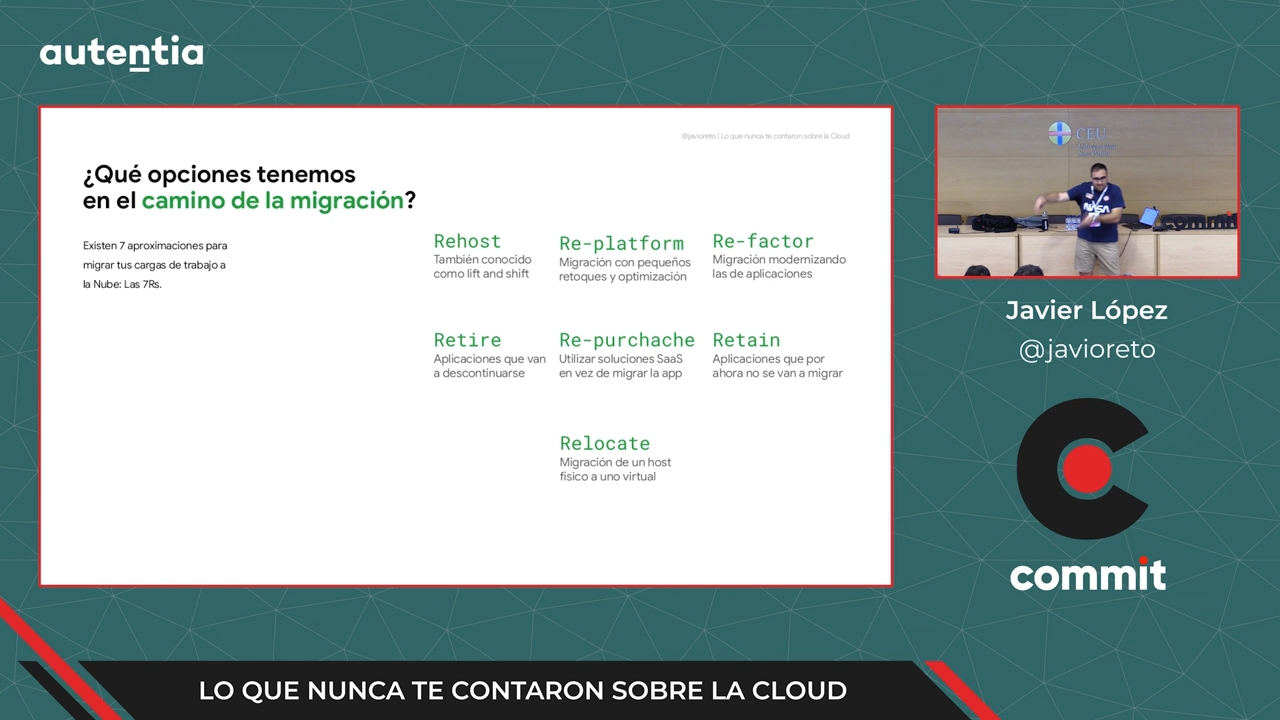 autentia
@javioreto | Lo que nunca te contaron sobre la Cloud
¿Qué opciones tenemos
en el camino de la migración?
Existen 7 aproximaciones para
migrar tus cargas de trabajo a
la Nube: Las 7Rs.
Rehost
También conocido
como lift and shift
Re-platform
Migración con pequeños
retoques y optimización
Re-factor
Migración modernizando
las de aplicaciones
Retire
Aplicaciones que van
a descontinuarse
Re-purchache
Utilizar soluciones SaaS
en vez de migrar la app
Retain
Aplicaciones que por
ahora no se van a migrar
Relocate
Migración de un host
físico a uno virtual
CEU
NASA
Javier López
@javioreto
commit
LO QUE NUNCA TE CONTARON SOBRE LA CLOUD